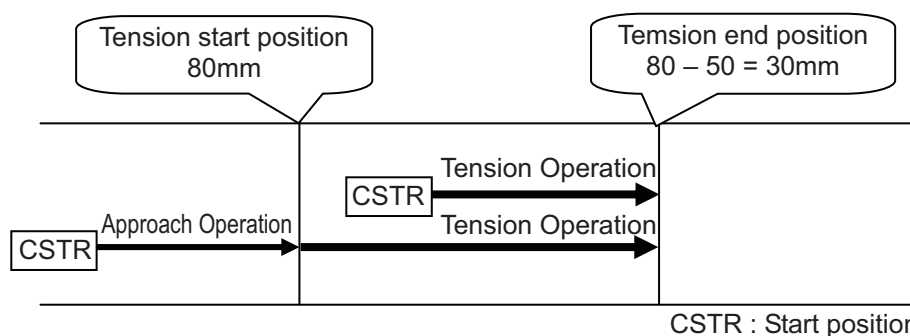 Tension start position
80mm
Temsion end position
80 – 50 = 30mm
Tension Operation
CSTR
Approach Operation
Tension Operation
CSTR
CSTR : Start position